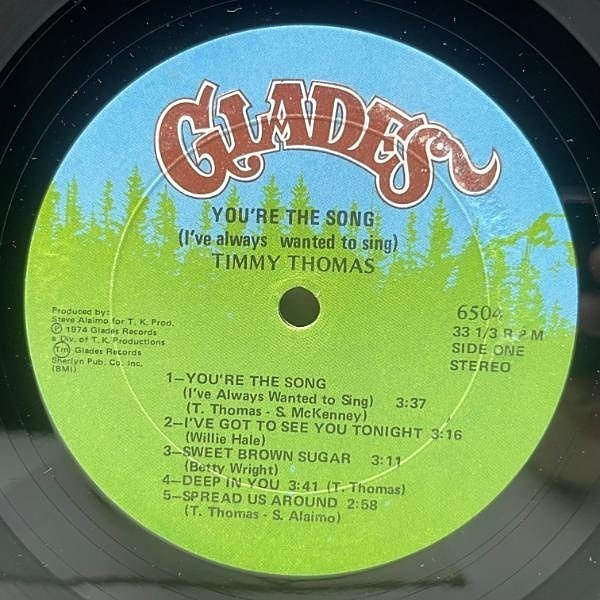 GLADES
YOU'RE THE SONG
(I've always wanted to sing)
TIMMY THOMAS
Produced by:
Steve Alaimo for T. K. Prod.
℗ 1974 Glades Records
a Div. of T. K. Productions
Tm Glades Records
Sherlyn Pub. Co. Inc.
(BMI)
6504
33 1/3 R P M
SIDE ONE
STEREO
1—YOU'RE THE SONG
(I've Always Wanted to Sing) 3:37
(T. Thomas - S. McKenney)
2—I'VE GOT TO SEE YOU TONIGHT 3:16
(Willie Hale)
3—SWEET BROWN SUGAR 3:11
(Betty Wright)
4—DEEP IN YOU 3:41 (T. Thomas)
5—SPREAD US AROUND 2:58
(T. Thomas - S. Alaimo)